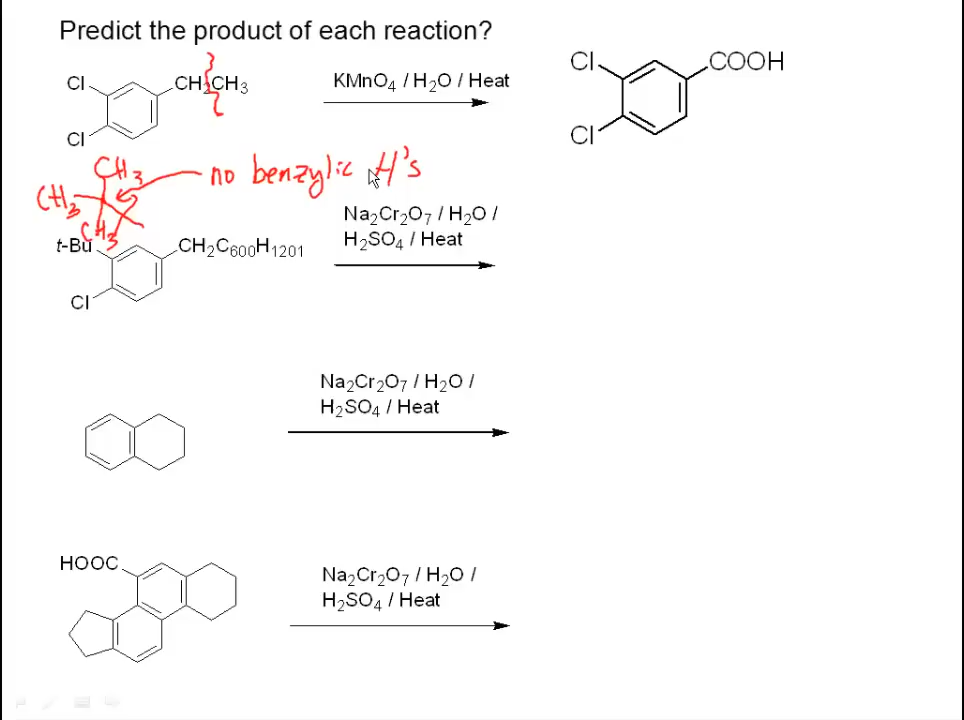 Predict the product of each reaction?
Cl
CH2CH3
Cl
KMnO4 / H2O / Heat
Cl
COOH
Cl
CH3
no benzylic H's
CH3
CH3
t-Bu
CH2C600H1201
Cl
Na2Cr2O7 / H2O /
H2SO4 / Heat
Na2Cr2O7 / H2O /
H2SO4 / Heat
HOOC
Na2Cr2O7 / H2O /
H2SO4 / Heat